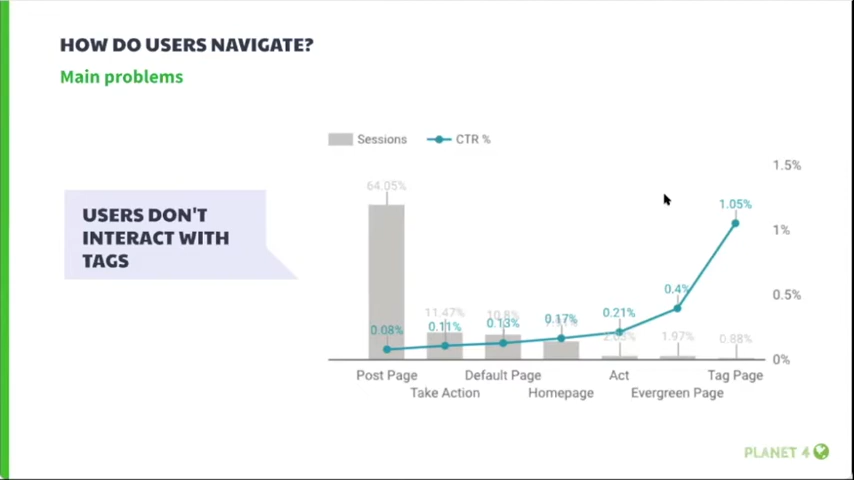 HOW DO USERS NAVIGATE?
Main problems
Sessions
CTR %
USERS DON'T
INTERACT WITH
TAGS
1.5%
1%
0.5%
0%
64.05%
11.47%
10.8%
1.97%
0.88%
0.08%
0.11%
0.13%
0.17%
0.21%
0.4%
1.05%
Post Page
Take Action
Default Page
Homepage
Act
Evergreen Page
Tag Page
PLANET 4